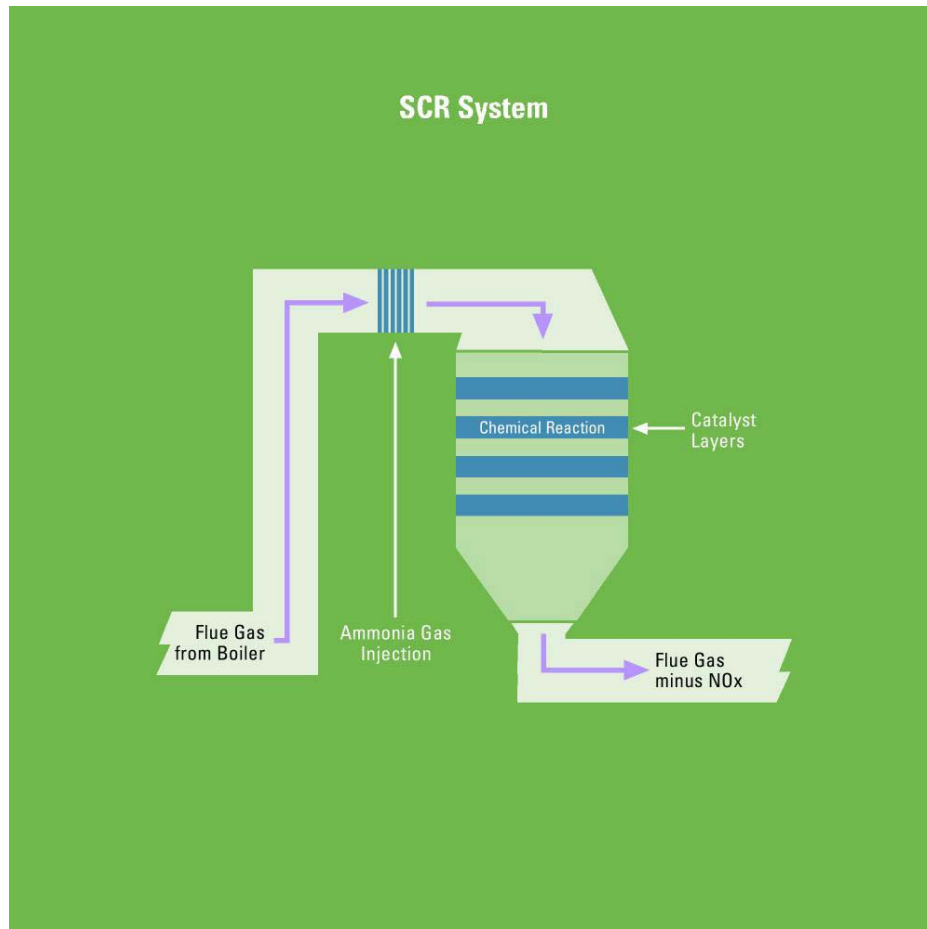 SCR System
Chemical Reaction
Catalyst
Layers
Flue Gas
from Boiler
Ammonia Gas
Injection
Flue Gas
minus NOx